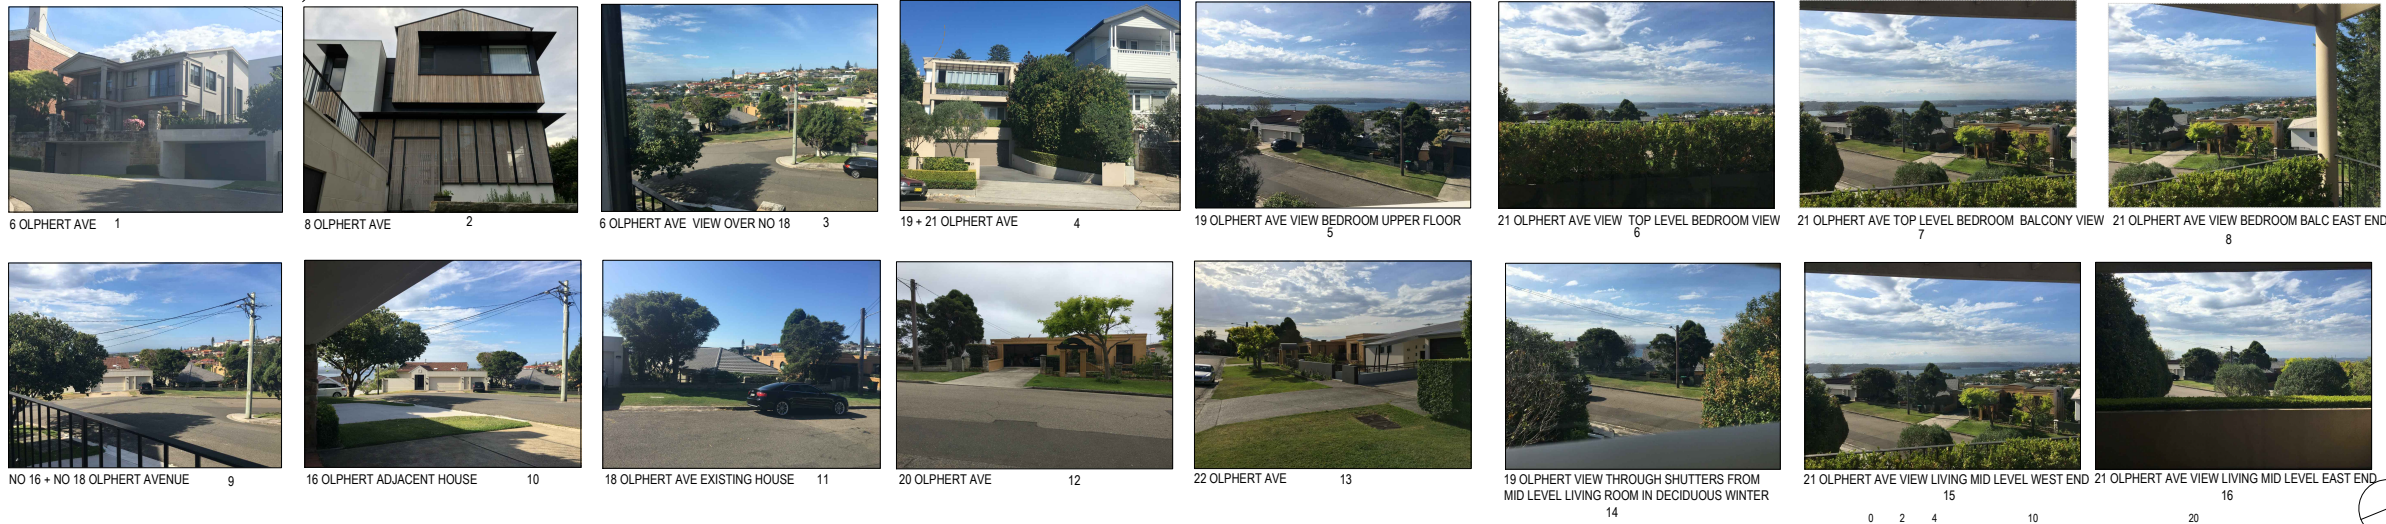 6 OLPHERT AVE 1
8 OLPHERT AVE 2
6 OLPHERT AVE VIEW OVER NO 18 3
19 + 21 OLPHERT AVE 4
19 OLPHERT AVE VIEW BEDROOM UPPER FLOOR
5
21 OLPHERT AVE VIEW TOP LEVEL BEDROOM VIEW
6
21 OLPHERT AVE TOP LEVEL BEDROOM BALCONY VIEW
7
21 OLPHERT AVE VIEW BEDROOM BALC EAST END
8
NO 16 + NO 18 OLPHERT AVENUE 9
16 OLPHERT ADJACENT HOUSE 10
18 OLPHERT AVE EXISTING HOUSE 11
20 OLPHERT AVE 12
22 OLPHERT AVE 13
19 OLPHERT VIEW THROUGH SHUTTERS FROM
MID LEVEL LIVING ROOM IN DECIDUOUS WINTER
14
21 OLPHERT AVE VIEW LIVING MID LEVEL WEST END
15
21 OLPHERT AVE VIEW LIVING MID LEVEL EAST END
16
0 2 4 10 20